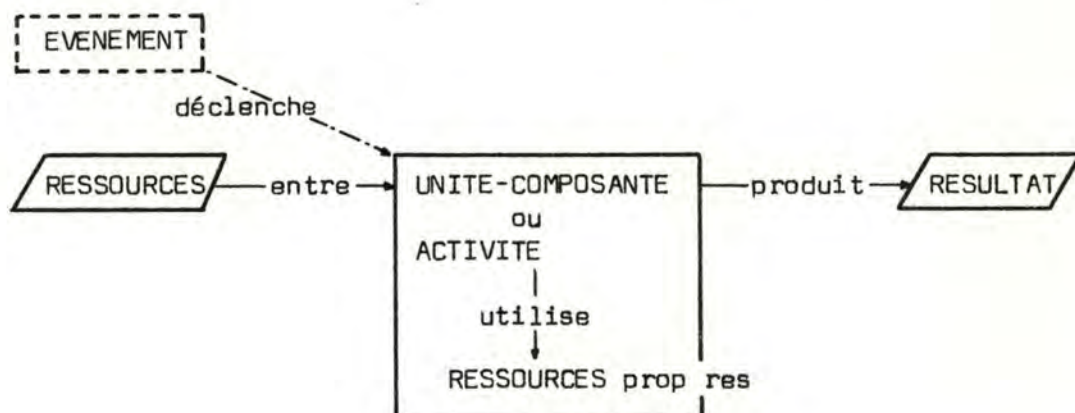 EVENEMENT
déclenche
RESSOURCES entre UNITE-COMPOSANTE produit RESULTAT
ou
ACTIVITE
utilise
RESSOURCES prop res